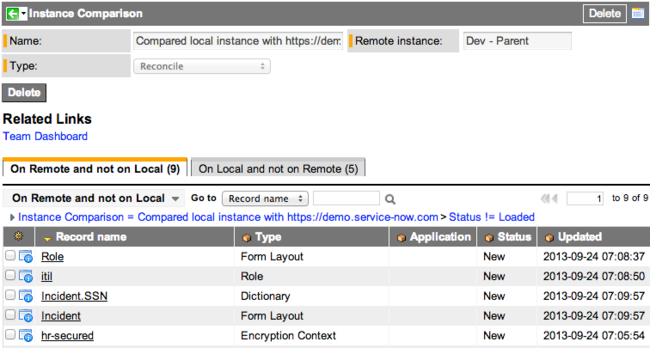 Instance Comparison Delete
Name: Compared local instance with https://dem Remote instance: Dev - Parent
Type: Reconcile
Delete
Related Links
Team Dashboard
On Remote and not on Local (9) On Local and not on Remote (5)
On Remote and not on Local Go to Record name 1 to 9 of 9
Instance Comparison = Compared local instance with https://demo.service-now.com > Status != Loaded
Record name Type Application Status Updated
Role Form Layout New 2013-09-24 07:08:37
itil Role New 2013-09-24 07:08:50
Incident.SSN Dictionary New 2013-09-24 07:09:57
Incident Form Layout New 2013-09-24 07:09:57
hr-secured Encryption Context New 2013-09-24 07:05:54